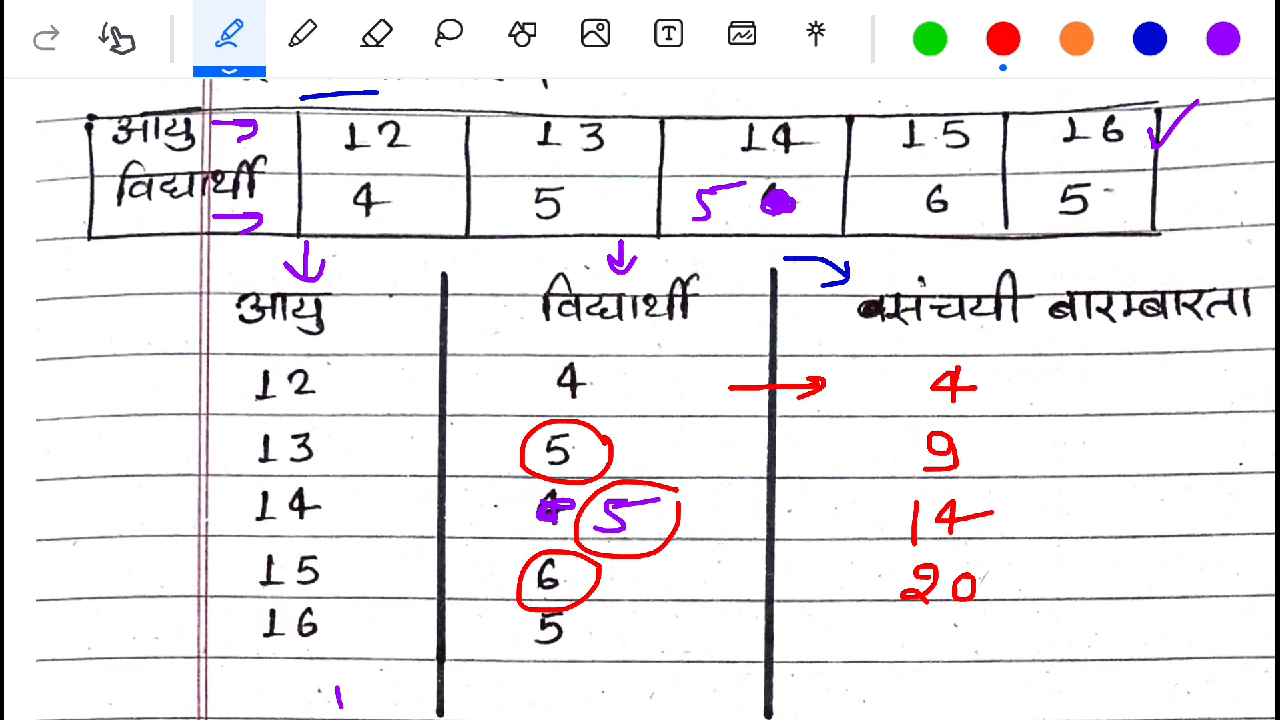 आयु 12 13 14 15 16
विद्यार्थी 4 5 5 6 5
आयु विद्यार्थी संचयी बारम्बारता
12 4 4
13 5 9
14 5 14
15 6 20
16 5